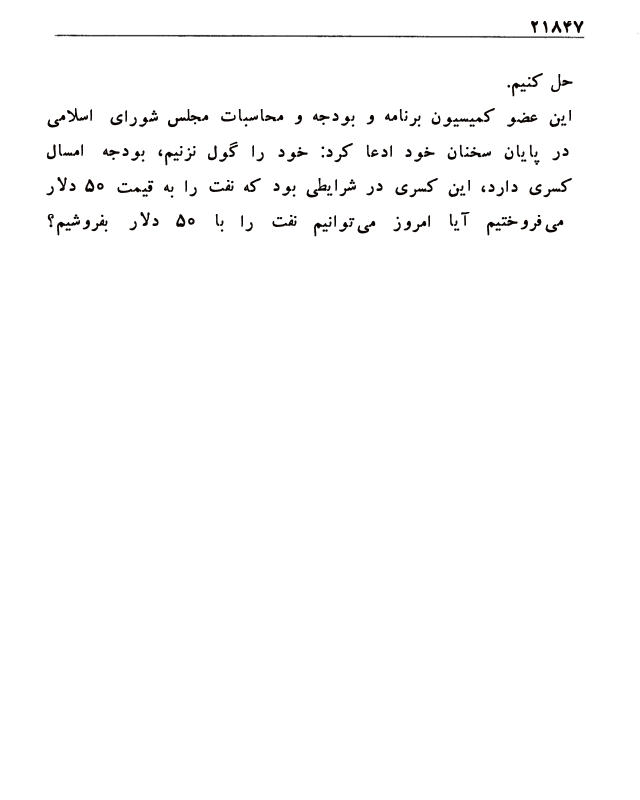 ۲۱۸۴۷
حل کنیم.
این عضو کمیسیون برنامه و بودجه و محاسبات مجلس شورای اسلامی
در پایان سخنان خود ادعا کرد: خود را گول نزنیم، بودجه امسال
کسری دارد، این کسری در شرایطی بود که نفت را به قیمت ۵۰ دلار
می‌فروختیم آیا امروز می‌توانیم نفت را با ۵۰ دلار بفروشیم؟